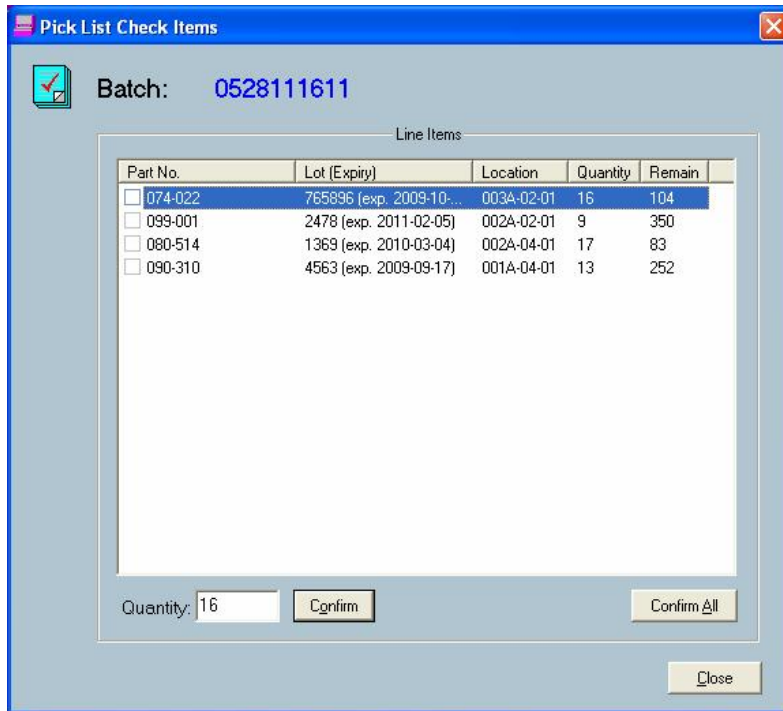 Pick List Check Items
Batch: 0528111611
Line Items
Part No. Lot (Expiry) Location Quantity Remain
074-022 765896 (exp. 2009-10-... 003A-02-01 16 104
099-001 2478 (exp. 2011-02-05) 002A-02-01 9 350
080-514 1369 (exp. 2010-03-04) 002A-04-01 17 83
090-310 4563 (exp. 2009-09-17) 001A-04-01 13 252
Quantity: 16 Confirm Confirm All
Close